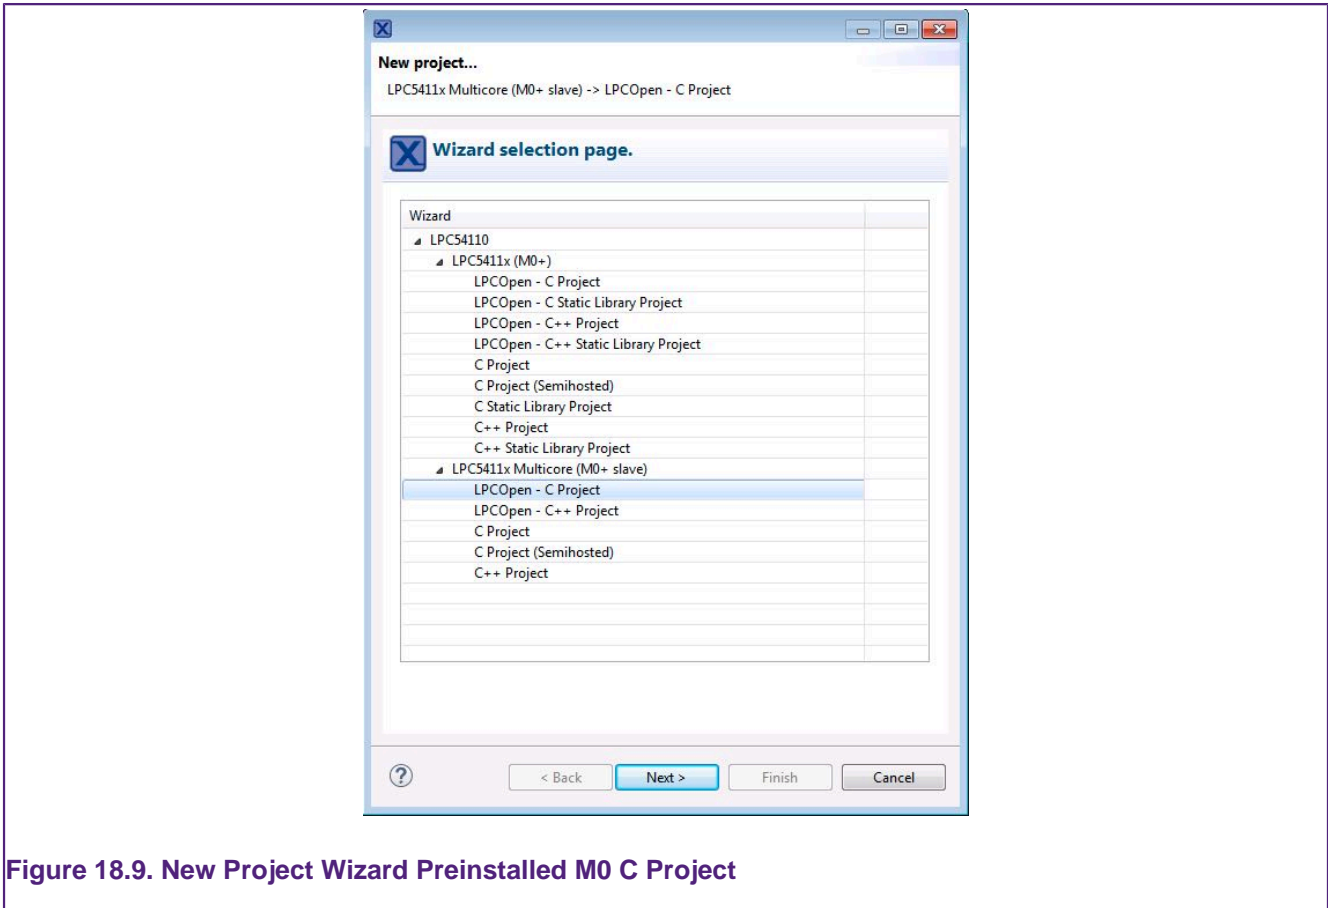 New project...
LPC5411x Multicore (M0+ slave) -> LPCOpen - C Project
Wizard selection page.
Wizard
LPC54110
LPC5411x (M0+)
LPCOpen - C Project
LPCOpen - C Static Library Project
LPCOpen - C++ Project
LPCOpen - C++ Static Library Project
C Project
C Project (Semihosted)
C Static Library Project
C++ Project
C++ Static Library Project
LPC5411x Multicore (M0+ slave)
LPCOpen - C Project
LPCOpen - C++ Project
C Project
C Project (Semihosted)
C++ Project
? < Back Next > Finish Cancel
Figure 18.9. New Project Wizard Preinstalled M0 C Project